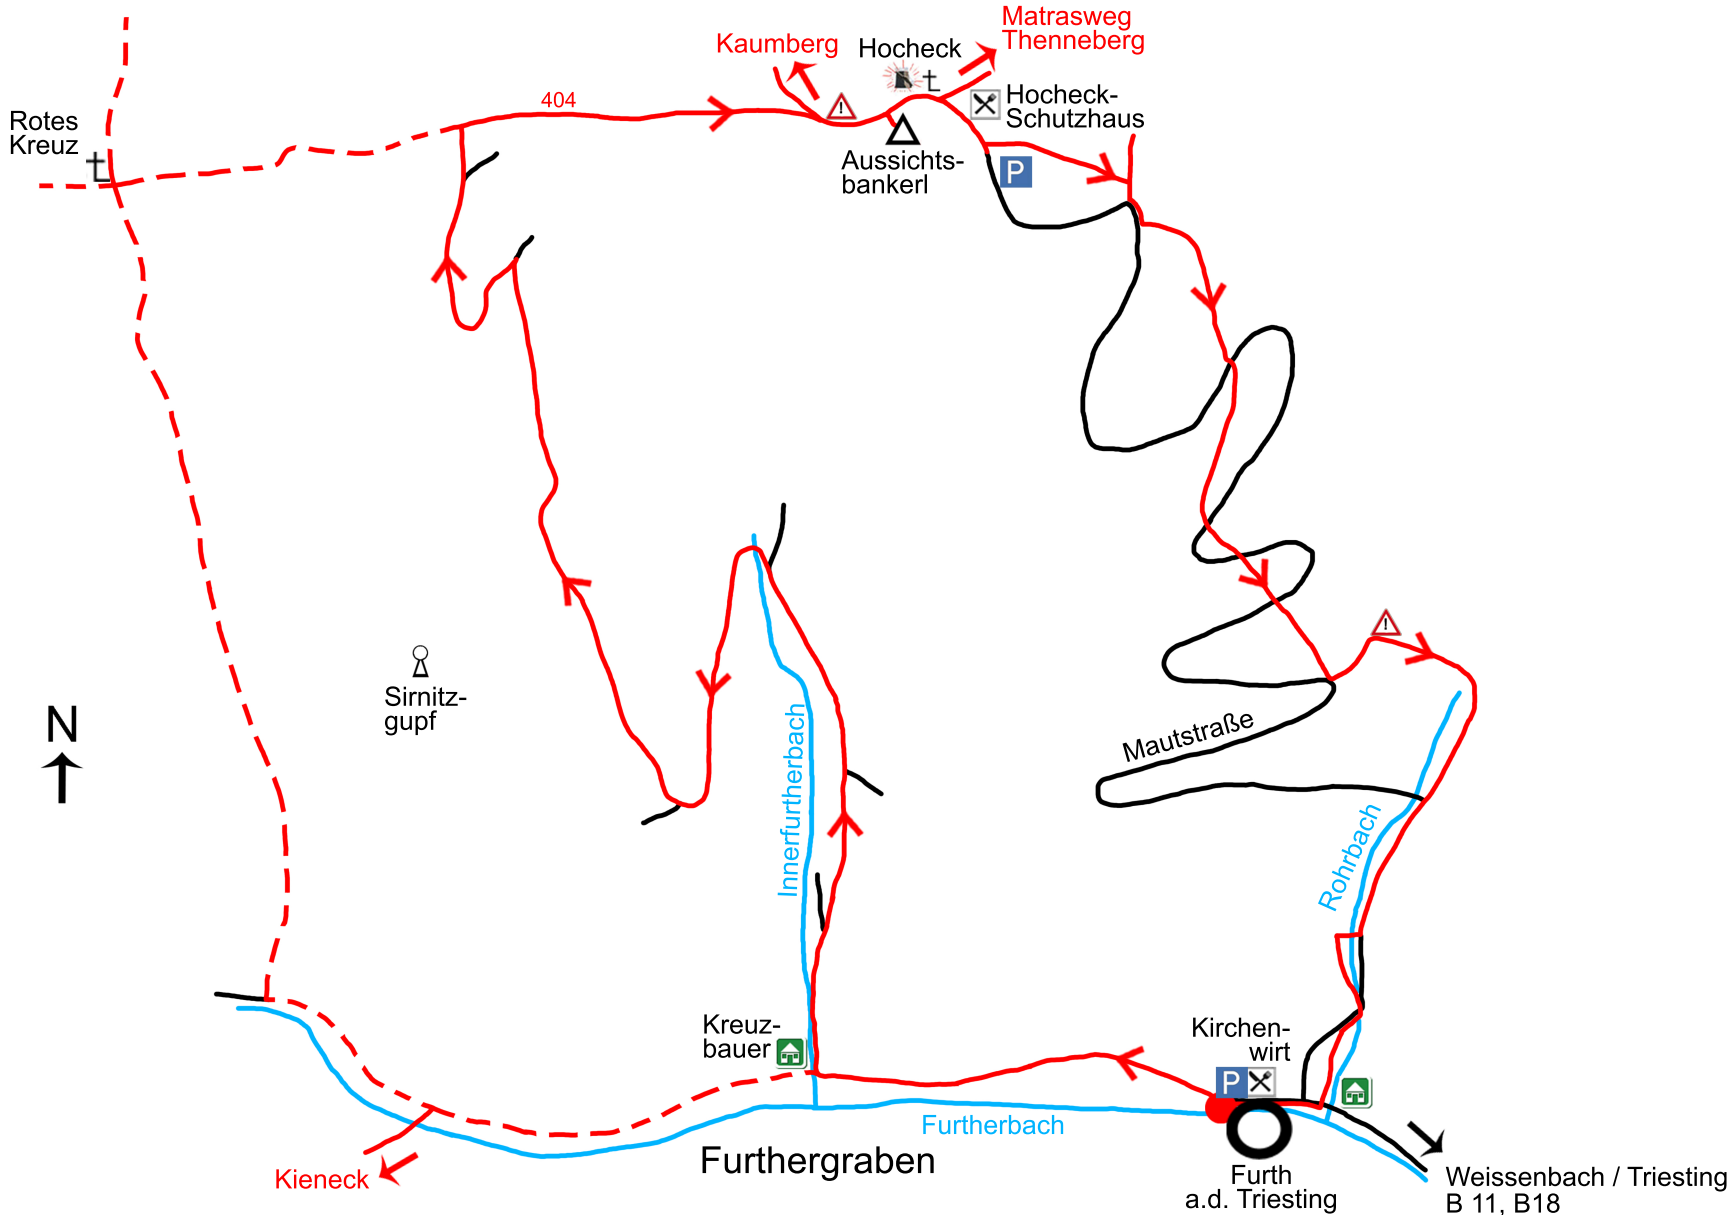 Matrasweg
Thenneberg
Kaumberg
Hocheck
404
Hocheck-
Schutzhaus
Rotes
Kreuz
Aussichts-
bankerl
P
Sirnitz-
gupf
N
Mautstraße
Innerfurtherbach
Rohrbach
Kreuz-
bauer
Kirchen-
wirt
P
Furtherbach
Furthergraben
Kieneck
Furth
a.d. Triesting
Weissenbach / Triesting
B 11, B18